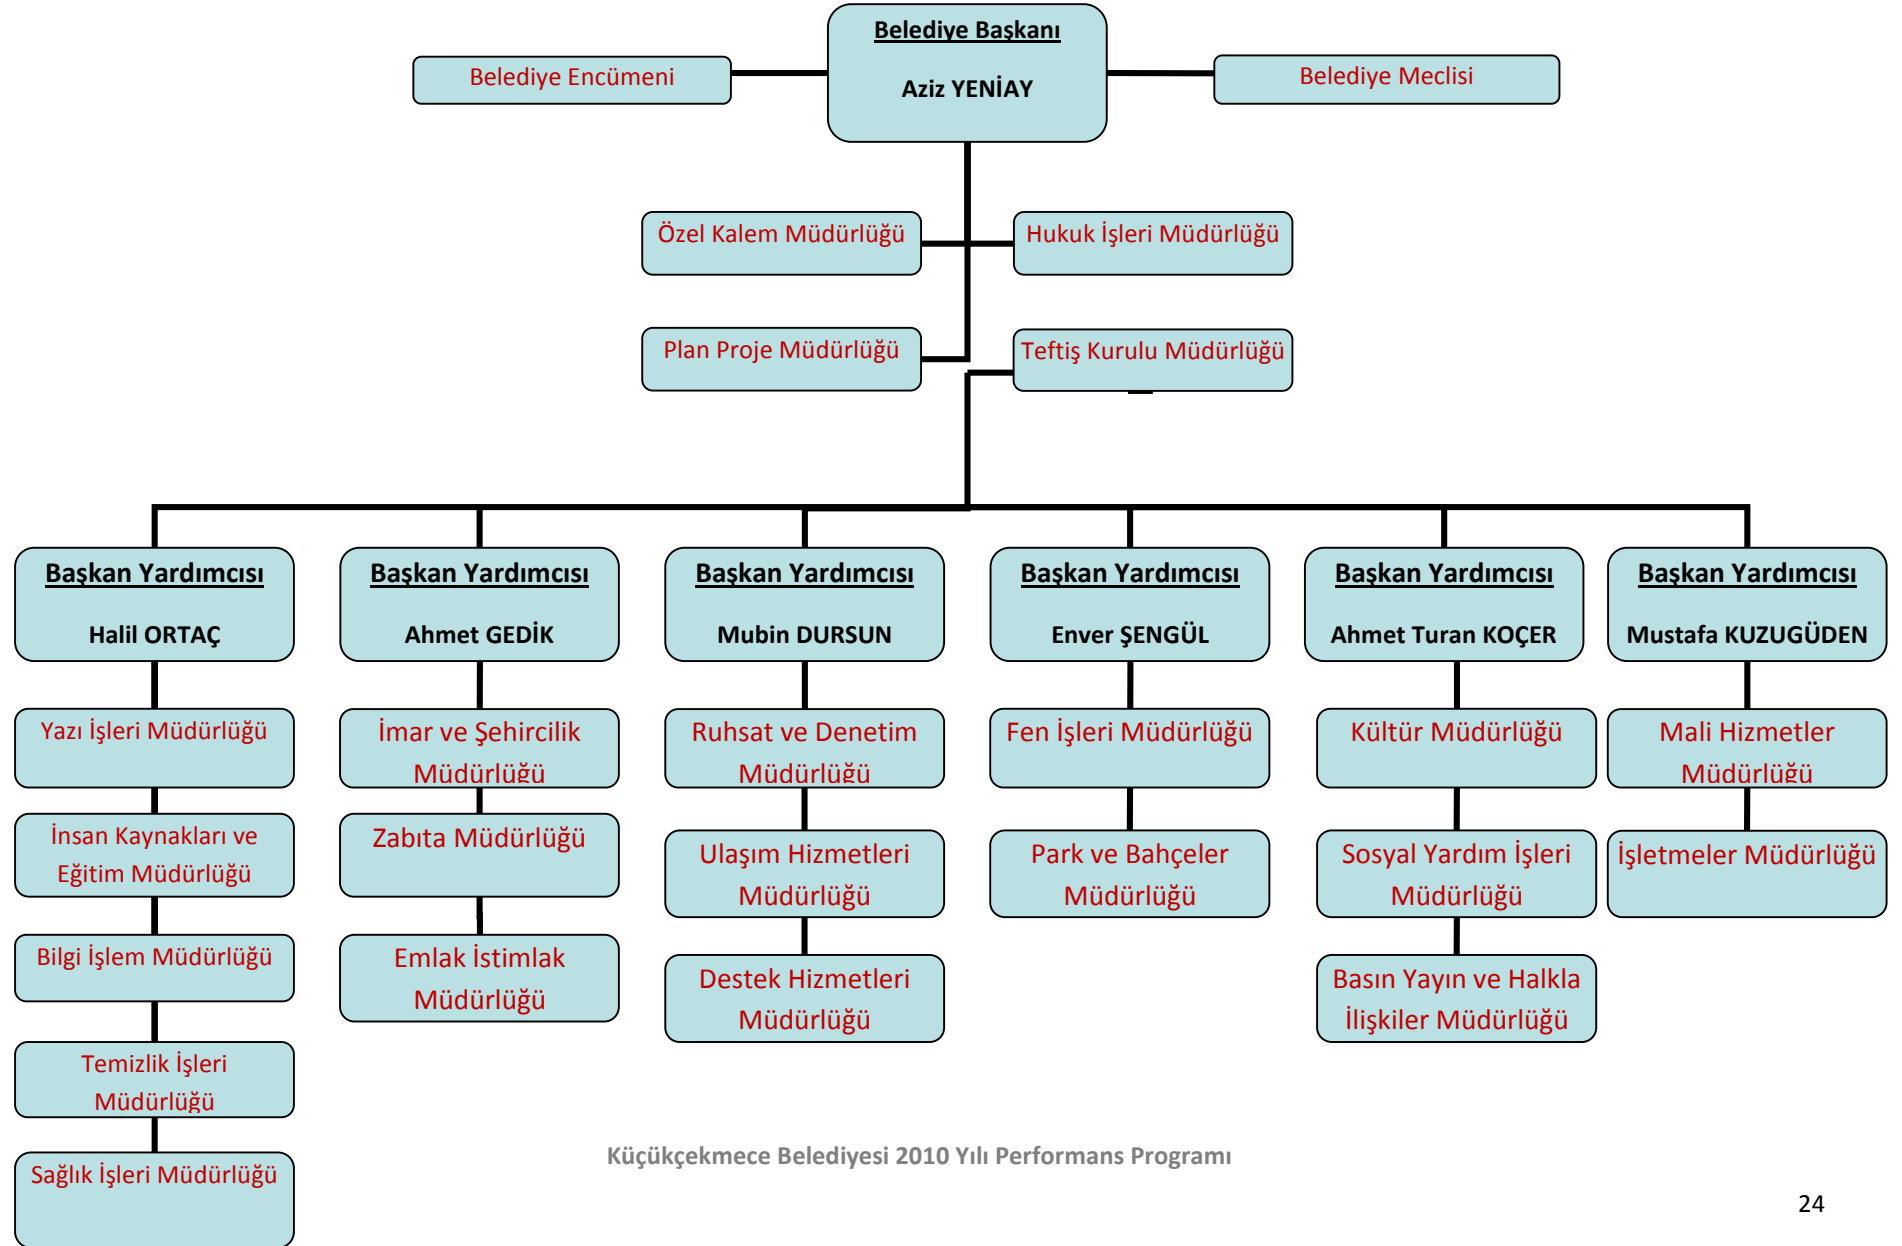 Belediye Başkanı
Aziz YENİAY
Belediye Encümeni
Belediye Meclisi
Özel Kalem Müdürlüğü
Hukuk İşleri Müdürlüğü
Plan Proje Müdürlüğü
Teftiş Kurulu Müdürlüğü
Başkan Yardımcısı
Halil ORTAÇ
Yazı İşleri Müdürlüğü
İnsan Kaynakları ve
Eğitim Müdürlüğü
Bilgi İşlem Müdürlüğü
Temizlik İşleri
Müdürlüğü
Sağlık İşleri Müdürlüğü
Başkan Yardımcısı
Ahmet GEDİK
İmar ve Şehircilik
Müdürlüğü
Zabıta Müdürlüğü
Emlak İstimlak
Müdürlüğü
Başkan Yardımcısı
Mubin DURSUN
Ruhsat ve Denetim
Müdürlüğü
Ulaşım Hizmetleri
Müdürlüğü
Destek Hizmetleri
Müdürlüğü
Başkan Yardımcısı
Enver ŞENGÜL
Fen İşleri Müdürlüğü
Park ve Bahçeler
Müdürlüğü
Başkan Yardımcısı
Ahmet Turan KOÇER
Kültür Müdürlüğü
Sosyal Yardım İşleri
Müdürlüğü
Basın Yayın ve Halkla
İlişkiler Müdürlüğü
Başkan Yardımcısı
Mustafa KUZUGÜDEN
Mali Hizmetler
Müdürlüğü
İşletmeler Müdürlüğü
Küçükçekmece Belediyesi 2010 Yılı Performans Programı
24